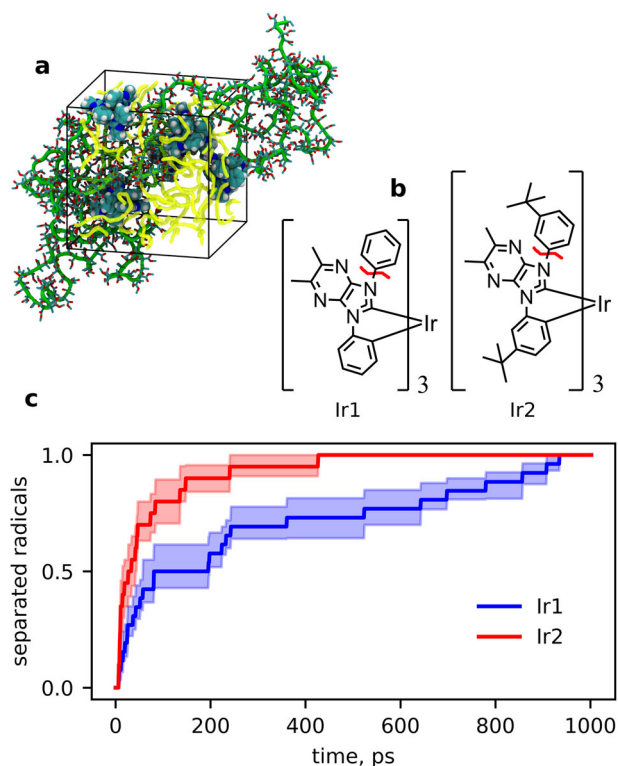 a
b
N
N
N
N
Ir
3
Ir1
N
N
N
N
Ir
3
Ir2
c
separated radicals
1.0
0.5
0.0
Ir1
Ir2
0
200
400
600
800
1000
time, ps